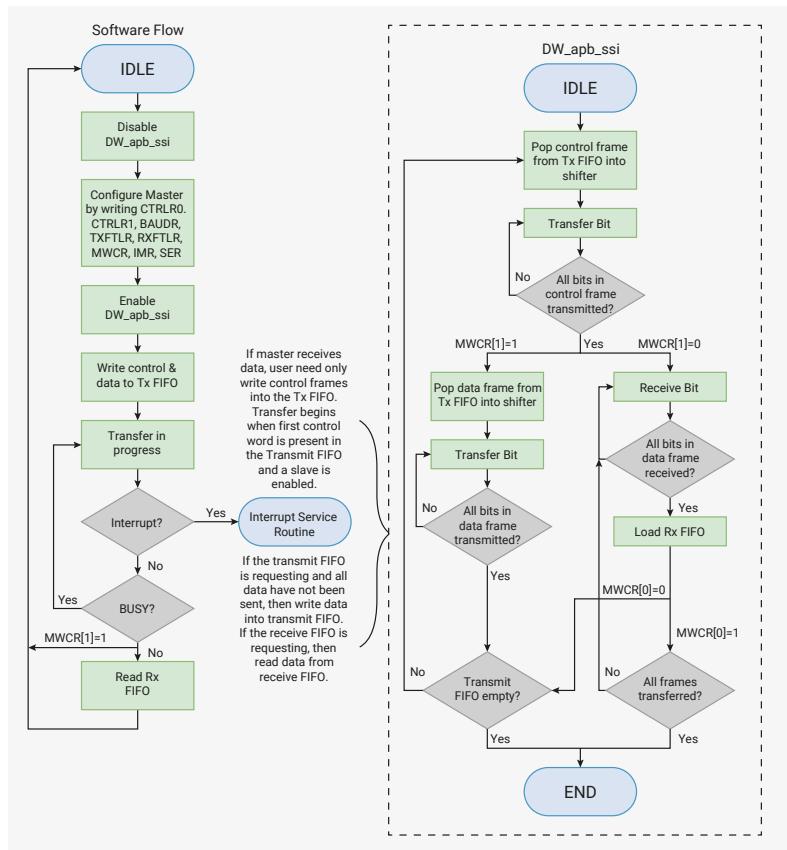 Software Flow
IDLE
Disable
DW_apb_ssi
Configure Master
by writing CTRLR0.
CTRLR1, BAUDR,
TXFTLR, RXFTLR,
MWCR, IMR, SER
Enable
DW_apb_ssi
Write control &
data to Tx FIFO
Transfer in
progress
Interrupt?
Yes
Interrupt Service
Routine
No
Yes
BUSY?
MWCR[1]=1
No
Read Rx
FIFO
If master receives
data, user need only
write control frames
into the Tx FIFO.
Transfer begins
when first control
word is present in
the Transmit FIFO
and a slave is
enabled.
If the transmit FIFO
is requesting and all
data have not been
sent, then write data
into transmit FIFO.
If the receive FIFO is
requesting, then
read data from
receive FIFO.
DW_apb_ssi
IDLE
Pop control frame
from Tx FIFO into
shifter
Transfer Bit
No
All bits in
control frame
transmitted?
MWCR[1]=1
Yes
MWCR[1]=0
Pop data frame from
Tx FIFO into shifter
Transfer Bit
No
All bits in
data frame
transmitted?
Yes
Receive Bit
All bits in
data frame
received?
Yes
Load Rx FIFO
MWCR[0]=0
MWCR[0]=1
No
Transmit
FIFO empty?
Yes
No
All frames
transferred?
Yes
END